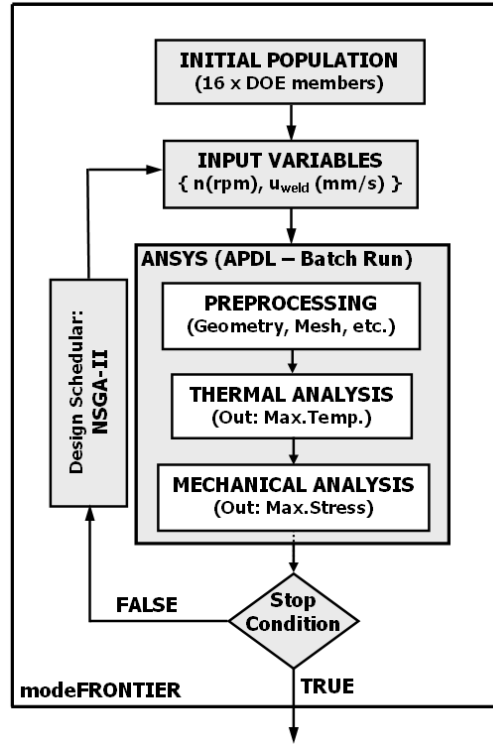 INITIAL POPULATION
(16 x DOE members)
INPUT VARIABLES
{ n(rpm), uweld (mm/s) }
ANSYS (APDL – Batch Run)
PREPROCESSING
(Geometry, Mesh, etc.)
THERMAL ANALYSIS
(Out: Max.Temp.)
MECHANICAL ANALYSIS
(Out: Max.Stress)
Design Schedular:
NSGA-II
Stop
Condition
FALSE
TRUE
modeFRONTIER